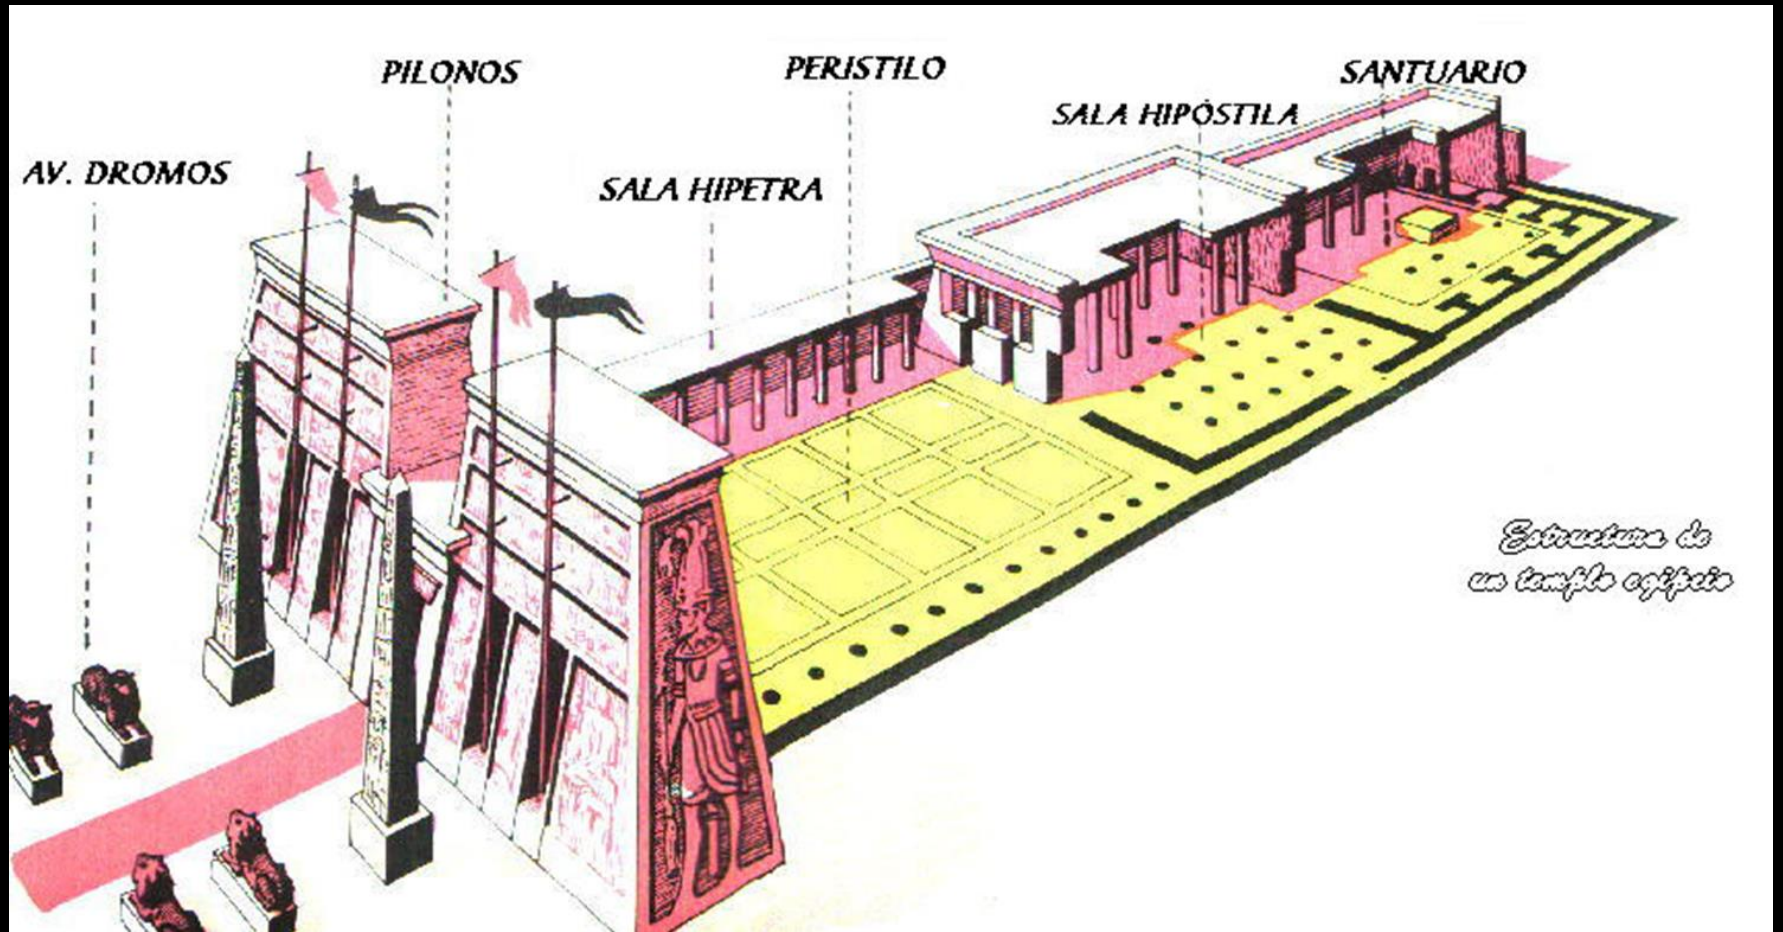 PILONOS
PERISTILO
SANTUARIO
SALA HIPÓSTILA
AV. DROMOS
SALA HIPETRA
Estructura de
un templo egipcio